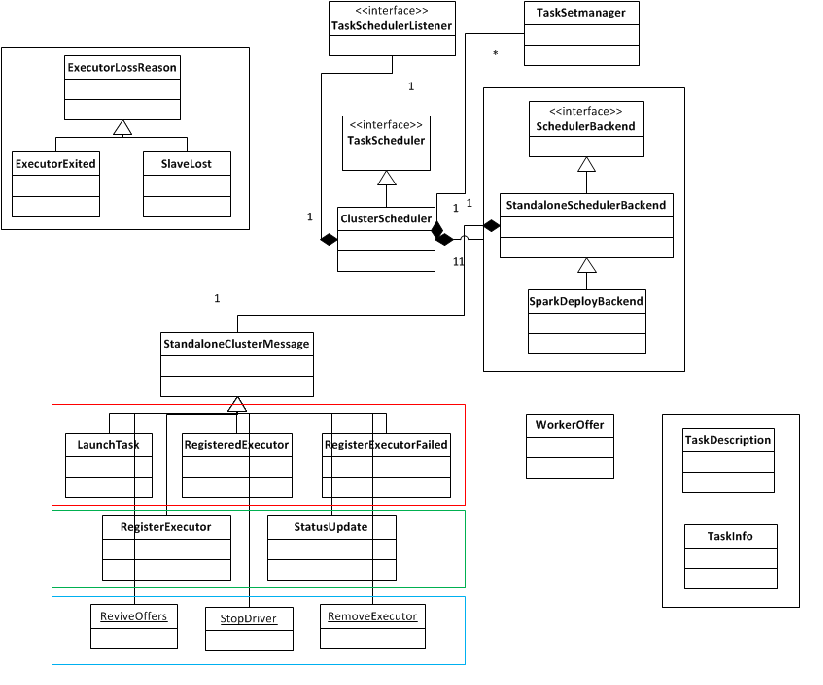 <<interface>>
TaskSchedulerListener
TaskSetmanager
*
1
ExecutorLossReason
ExecutorExited
SlaveLost
<<interface>>
TaskScheduler
<<interface>>
SchedulerBackend
ClusterScheduler
1
1
1
11
StandaloneSchedulerBackend
SparkDeployBackend
1
StandaloneClusterMessage
LaunchTask
RegisteredExecutor
RegisterExecutorFailed
WorkerOffer
TaskDescription
RegisterExecutor
StatusUpdate
TaskInfo
ReviveOffers
StopDriver
RemoveExecutor